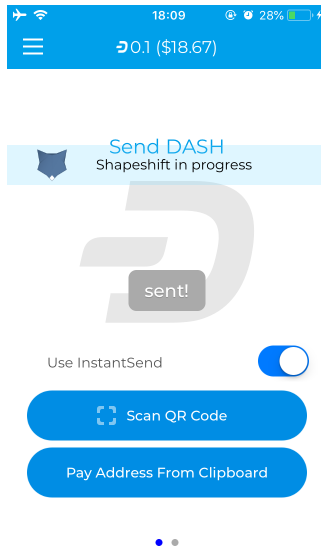 18:09
28%
0.1 ($18.67)
Send DASH
Shapeshift in progress
sent!
Use InstantSend
Scan QR Code
Pay Address From Clipboard